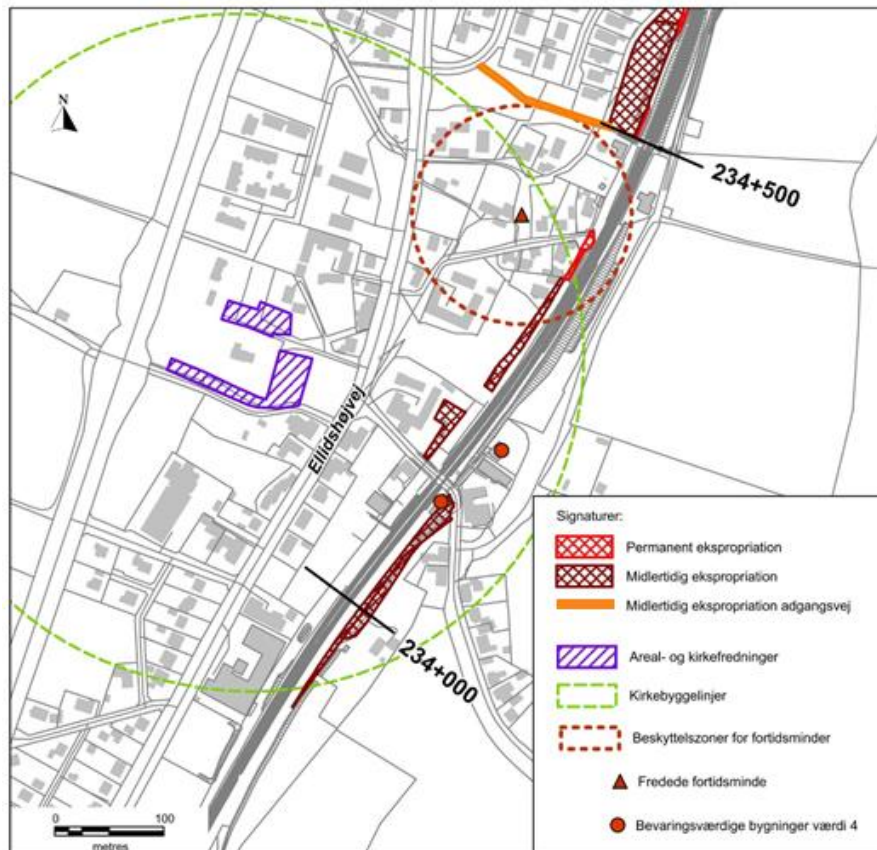 N
234+500
Ellidshøjvej
234+000
Signaturer:
Permanent ekspropriation
Midlertidig ekspropriation
Midlertidig ekspropriation adgangsvej
Areal- og kirkefredninger
Kirkebyggelinjer
Beskyttelszoner for fortidsminder
Fredede fortidsminde
Bevaringsværdige bygninger værdi 4
0 100
metres